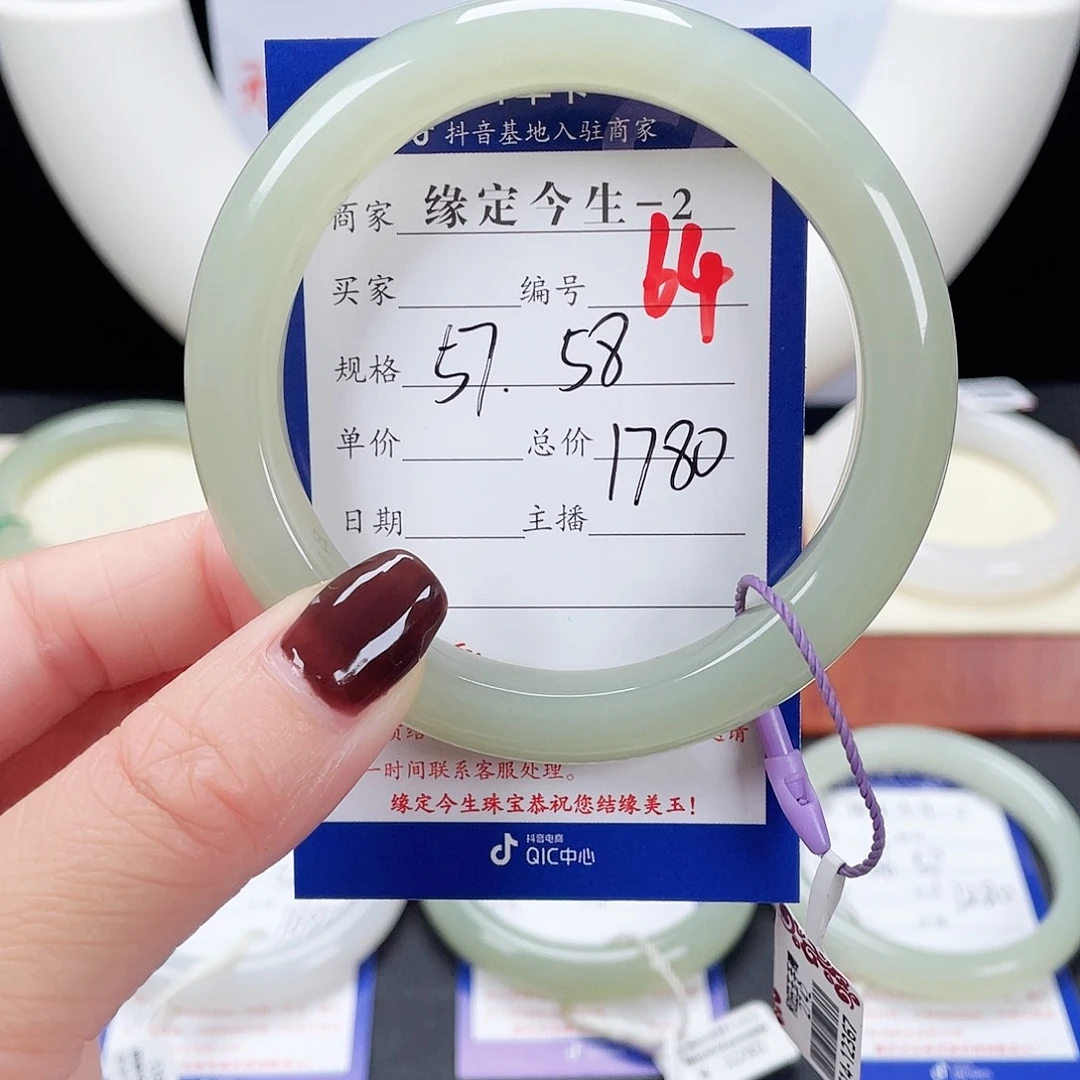 抖音基地入驻商家
商家 缘定今生-2
买家 编号 64
规格 57. 58
单价 总价 1780
日期 主播
一时间联系客服处理。
缘定今生珠宝恭祝您结缘美玉!
抖音电商
QIC中心